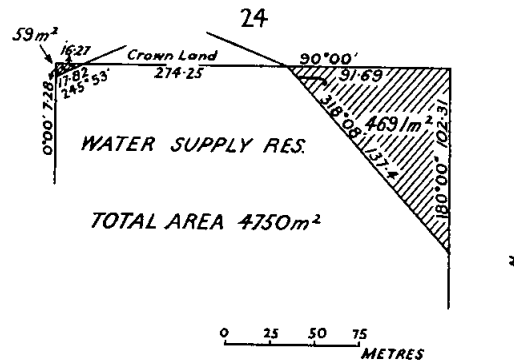 24
59m²
16·27
Crown Land
274·25
90°00'
91·69
17·82
245°53'
0°00' 7·28
318°08' 137·4
4691m²
180°00' 102·31
WATER SUPPLY RES.
TOTAL AREA 4750m²
0 25 50 75
METRES